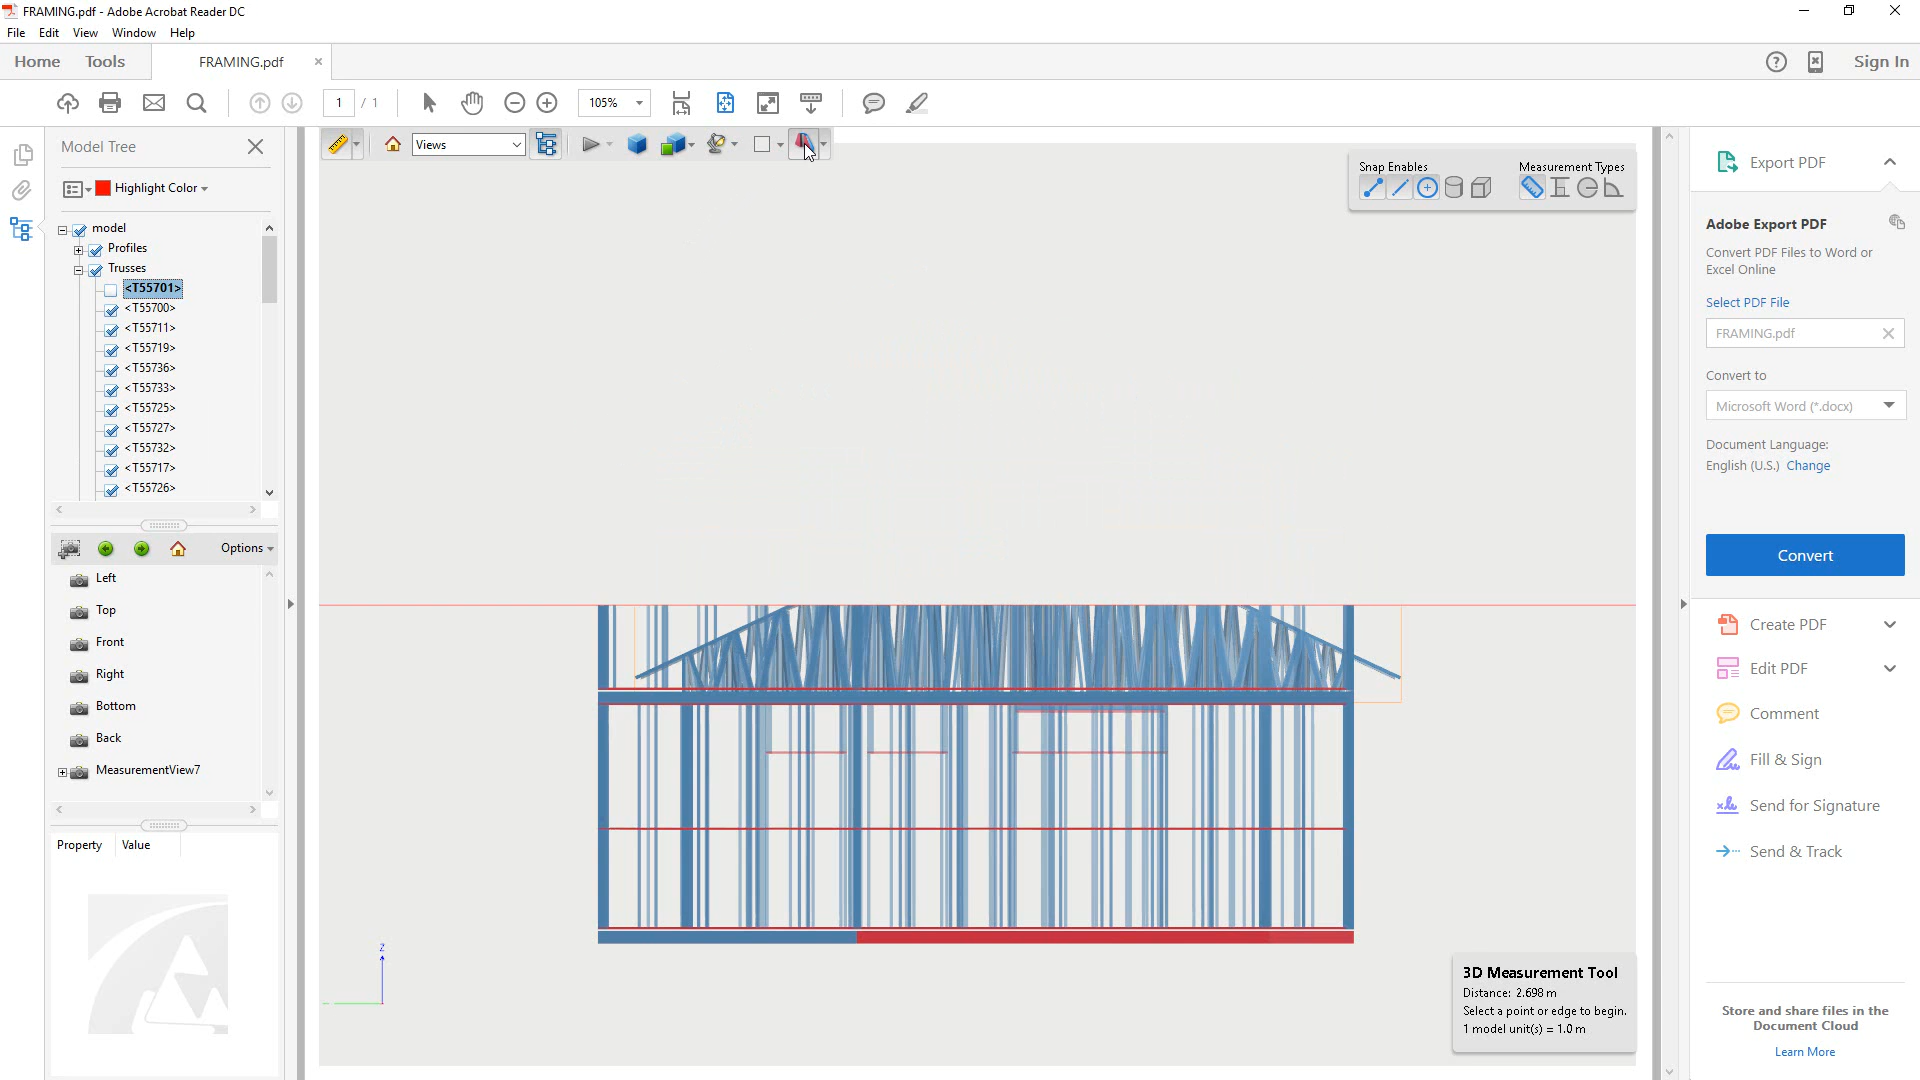 FRAMING.pdf - Adobe Acrobat Reader DC
File Edit View Window Help
Home Tools FRAMING.pdf Sign In
1 / 1 105%
Model Tree
Highlight Color
model
Profiles
Trusses
<T55701>
<T55700>
<T55711>
<T55719>
<T55736>
<T55733>
<T55725>
<T55727>
<T55732>
<T55717>
<T55726>
Options
Left
Top
Front
Right
Bottom
Back
MeasurementView7
Property Value
Views
Snap Enables Measurement Types
Z
3D Measurement Tool
Distance: 2.698 m
Select a point or edge to begin.
1 model unit(s) = 1.0 m
Export PDF
Adobe Export PDF
Convert PDF Files to Word or
Excel Online
Select PDF File
FRAMING.pdf
Convert to
Microsoft Word (*.docx)
Document Language:
English (U.S.) Change
Convert
Create PDF
Edit PDF
Comment
Fill & Sign
Send for Signature
Send & Track
Store and share files in the
Document Cloud
Learn More